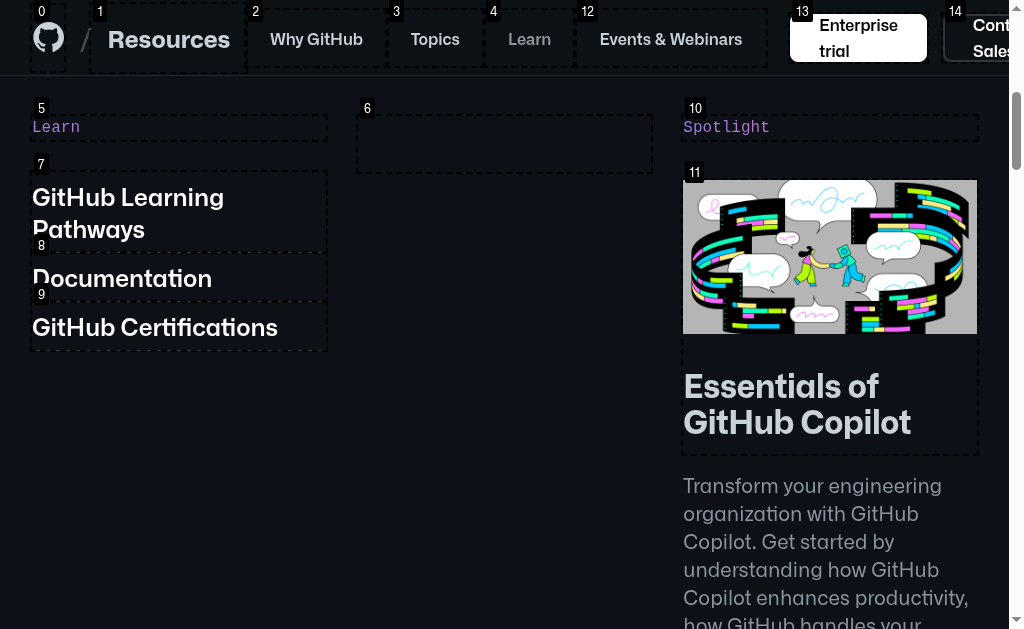 0
1
2
3
4
12
13
14
Resources
Why GitHub
Topics
Learn
Events & Webinars
Enterprise
trial
Cont
Sales
5
Learn
6
10
Spotlight
7
GitHub Learning
Pathways
8
Documentation
9
GitHub Certifications
11
Essentials of
GitHub Copilot
Transform your engineering
organization with GitHub
Copilot. Get started by
understanding how GitHub
Copilot enhances productivity,
how GitHub handles your